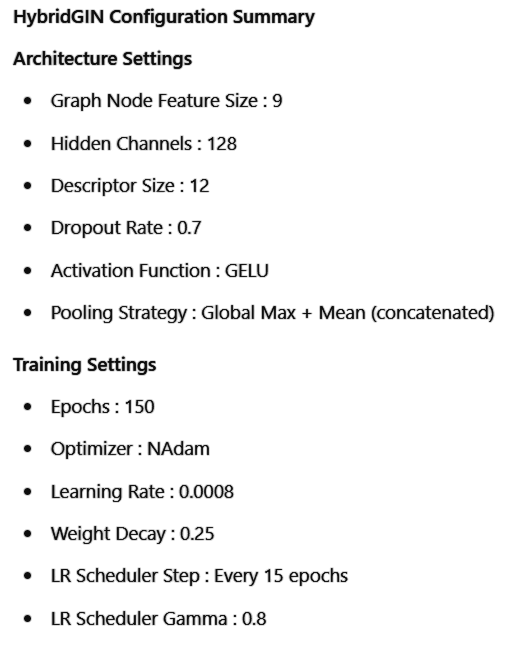 HybridGIN Configuration Summary
Architecture Settings
• Graph Node Feature Size : 9
• Hidden Channels : 128
• Descriptor Size : 12
• Dropout Rate : 0.7
• Activation Function : GELU
• Pooling Strategy : Global Max + Mean (concatenated)
Training Settings
• Epochs : 150
• Optimizer : NAdam
• Learning Rate : 0.0008
• Weight Decay : 0.25
• LR Scheduler Step : Every 15 epochs
• LR Scheduler Gamma : 0.8